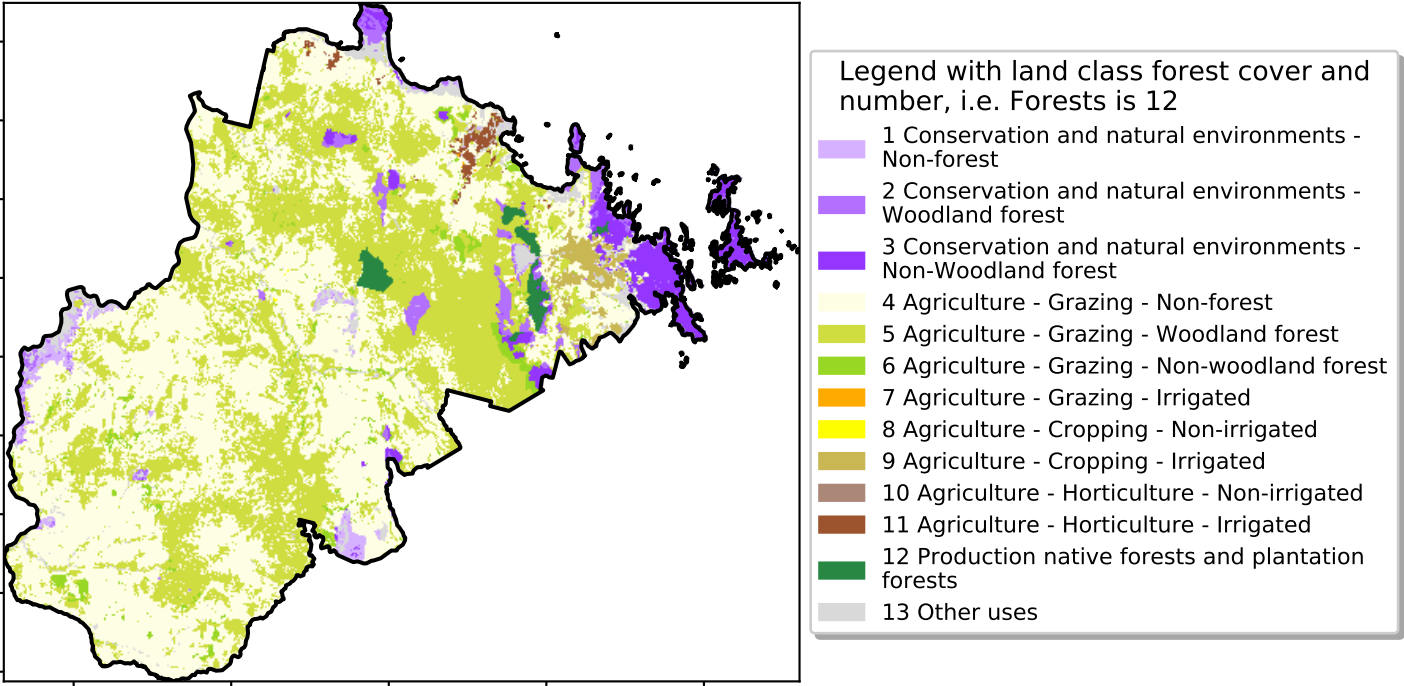 Legend with land class forest cover and
number, i.e. Forests is 12
1 Conservation and natural environments -
Non-forest
2 Conservation and natural environments -
Woodland forest
3 Conservation and natural environments -
Non-Woodland forest
4 Agriculture - Grazing - Non-forest
5 Agriculture - Grazing - Woodland forest
6 Agriculture - Grazing - Non-woodland forest
7 Agriculture - Grazing - Irrigated
8 Agriculture - Cropping - Non-irrigated
9 Agriculture - Cropping - Irrigated
10 Agriculture - Horticulture - Non-irrigated
11 Agriculture - Horticulture - Irrigated
12 Production native forests and plantation
forests
13 Other uses